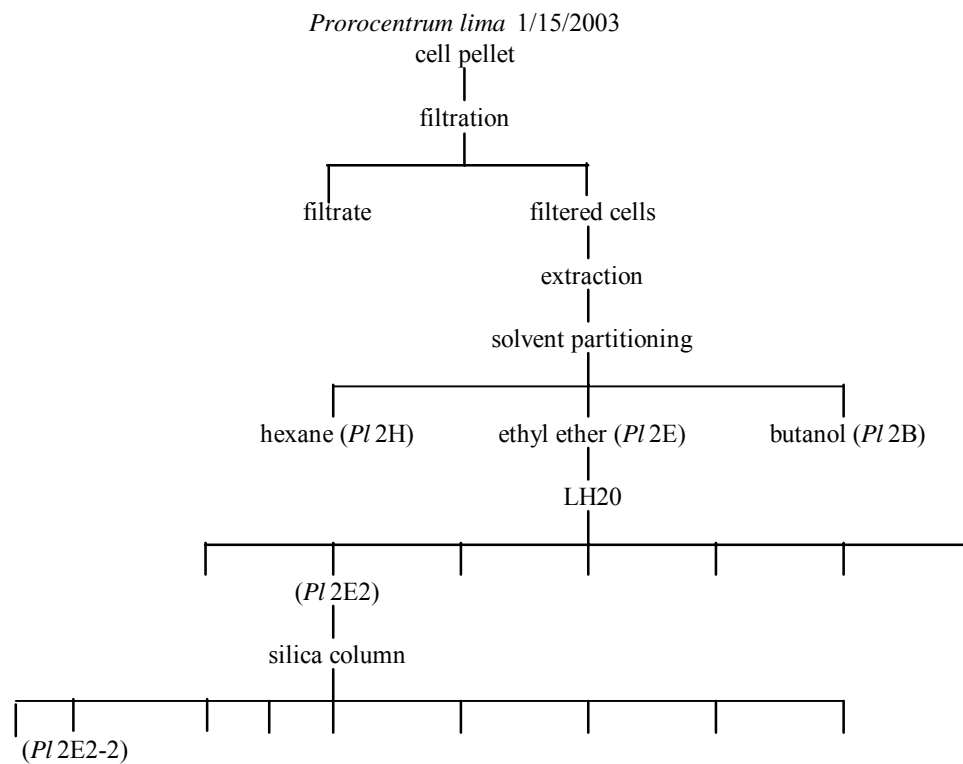 Prorocentrum lima 1/15/2003
cell pellet
filtration
filtrate filtered cells
extraction
solvent partitioning
hexane (Pl 2H) ethyl ether (Pl 2E) butanol (Pl 2B)
LH20
(Pl 2E2)
silica column
(Pl 2E2-2)